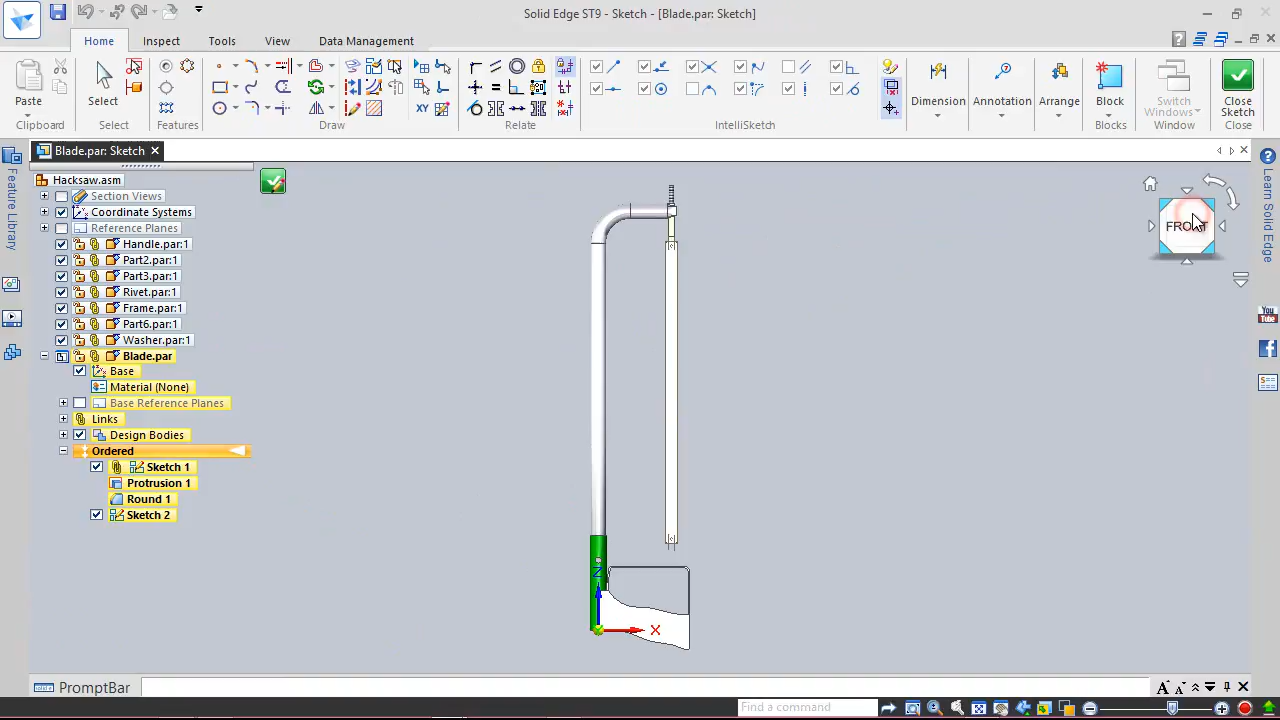 Solid Edge ST9 - Sketch - [Blade.par: Sketch]
Home Inspect Tools View Data Management
Paste Select Dimension Annotation Arrange Block Switch Windows Close Sketch
Clipboard Select Features Draw Relate IntelliSketch Blocks Window Close
Blade.par: Sketch
Hacksaw.asm
Section Views
Coordinate Systems
Reference Planes
Handle.par:1
Part2.par:1
Part3.par:1
Rivet.par:1
Frame.par:1
Part6.par:1
Washer.par:1
Blade.par
Base
Material (None)
Base Reference Planes
Links
Design Bodies
Ordered
Sketch 1
Protrusion 1
Round 1
Sketch 2
Feature Library
FRONT
Learn Solid Edge
You Tube
Z
X
PromptBar
Find a command